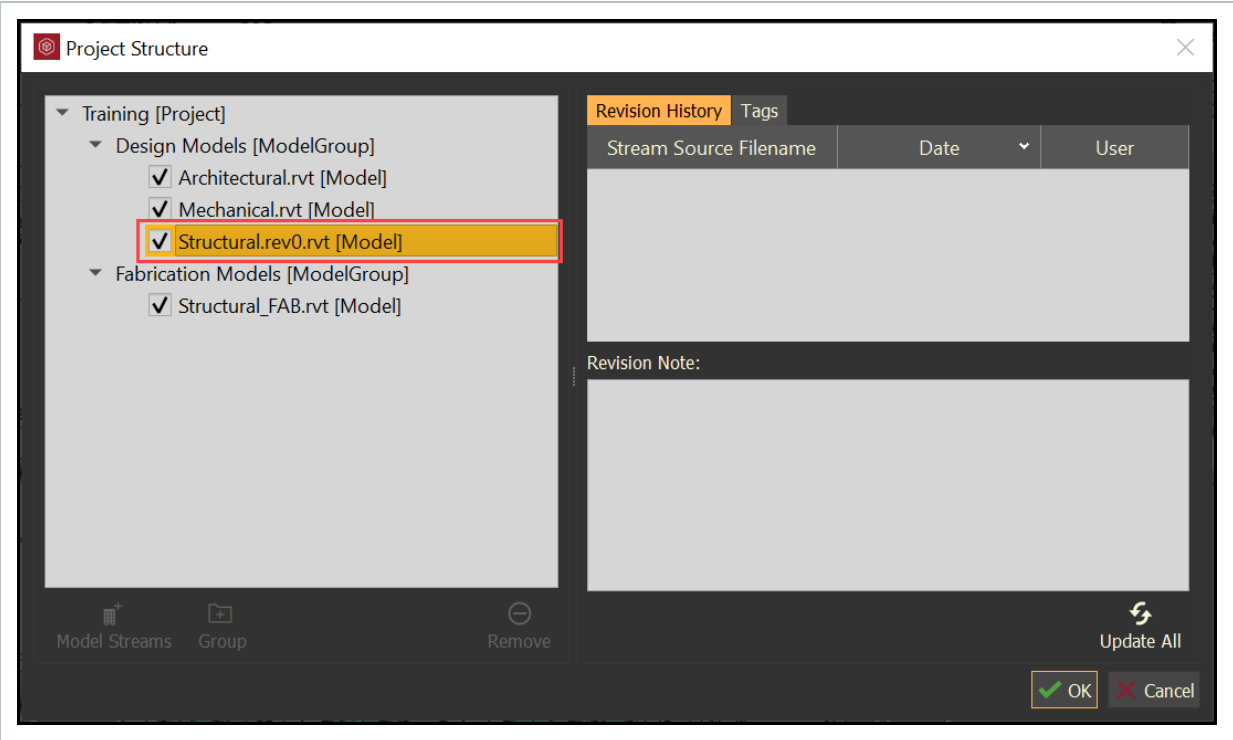 Project Structure
Training [Project]
Design Models [ModelGroup]
Architectural.rvt [Model]
Mechanical.rvt [Model]
Structural.rev0.rvt [Model]
Fabrication Models [ModelGroup]
Structural_FAB.rvt [Model]
Model Streams
Group
Remove
Revision History
Tags
Stream Source Filename
Date
User
Revision Note:
Update All
OK
Cancel